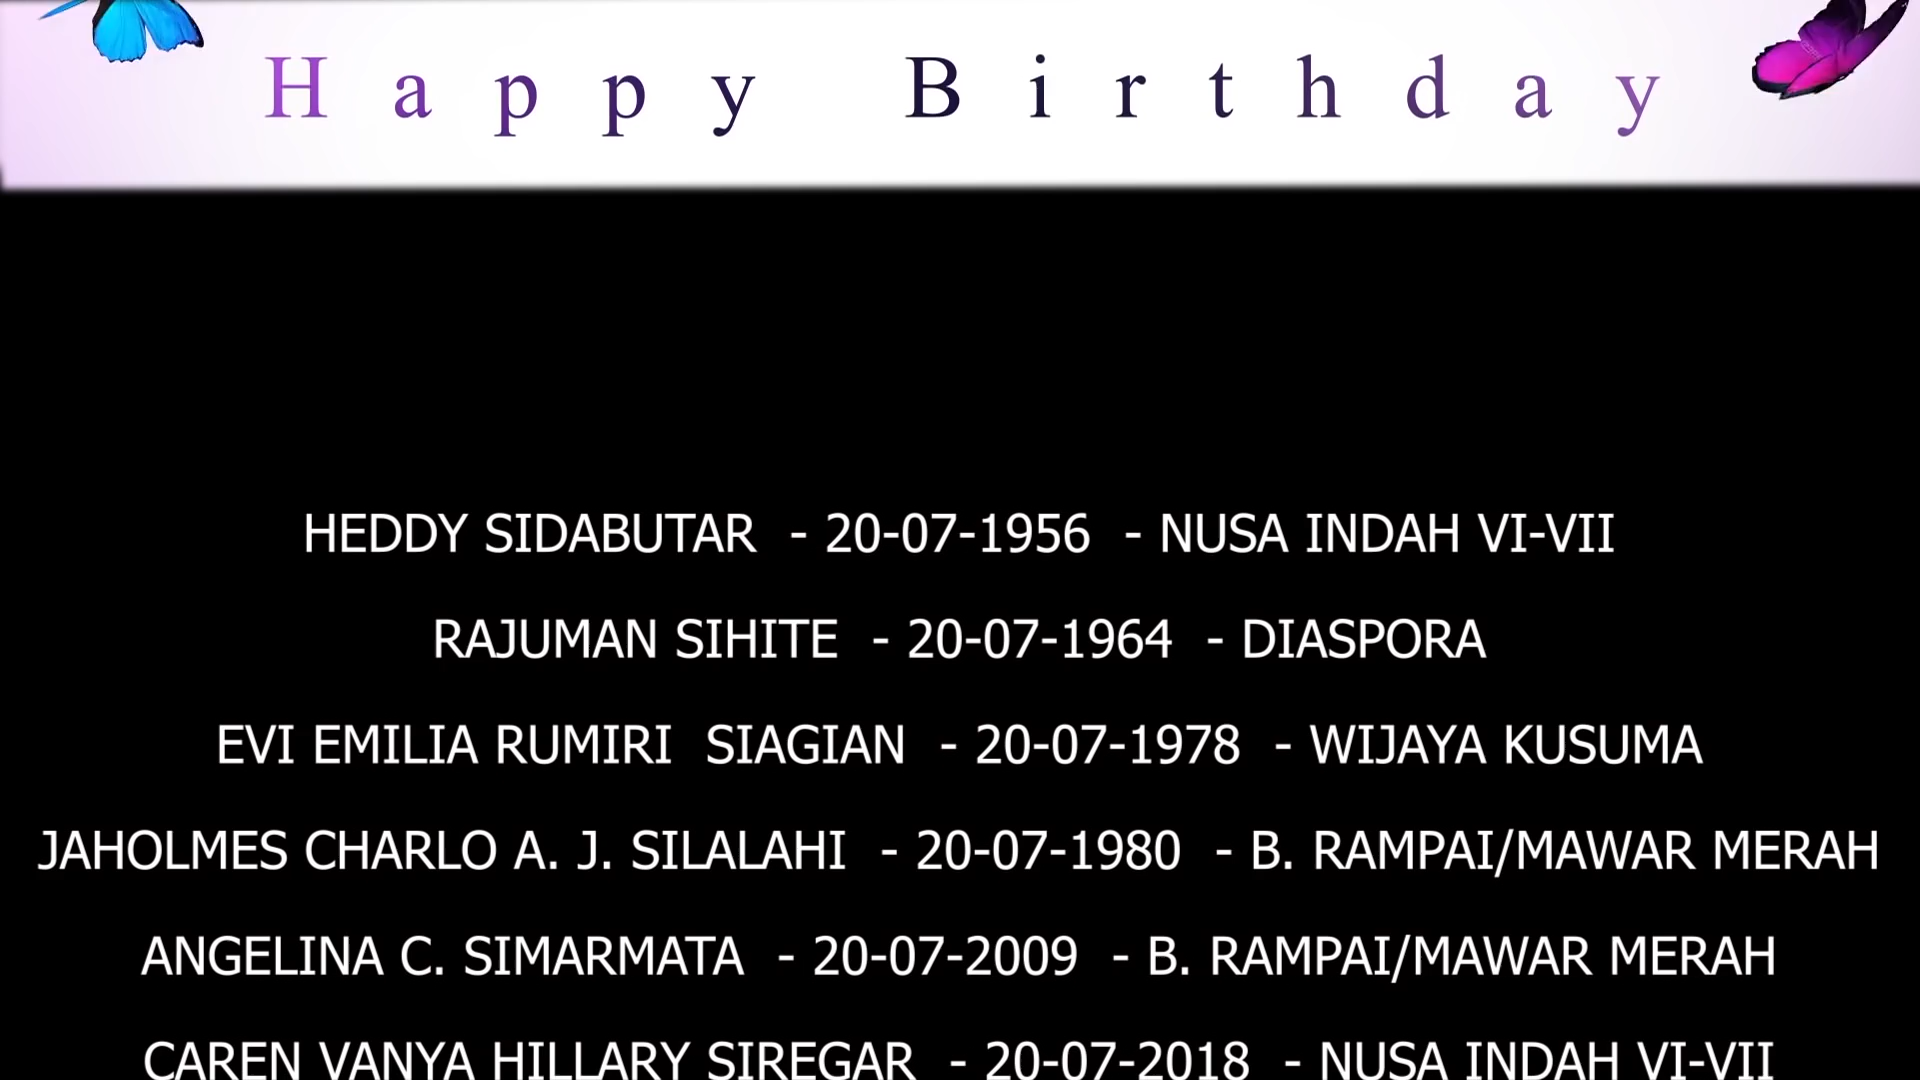 Happy Birthday
HEDDY SIDABUTAR - 20-07-1956 - NUSA INDAH VI-VII
RAJUMAN SIHITE - 20-07-1964 - DIASPORA
EVI EMILIA RUMIRI SIAGIAN - 20-07-1978 - WIJAYA KUSUMA
JAHOLMES CHARLO A. J. SILALAHI - 20-07-1980 - B. RAMPAI/MAWAR MERAH
ANGELINA C. SIMARMATA - 20-07-2009 - B. RAMPAI/MAWAR MERAH
CAREN VANYA HILLARY SIREGAR - 20-07-2018 - NUSA INDAH VI-VII